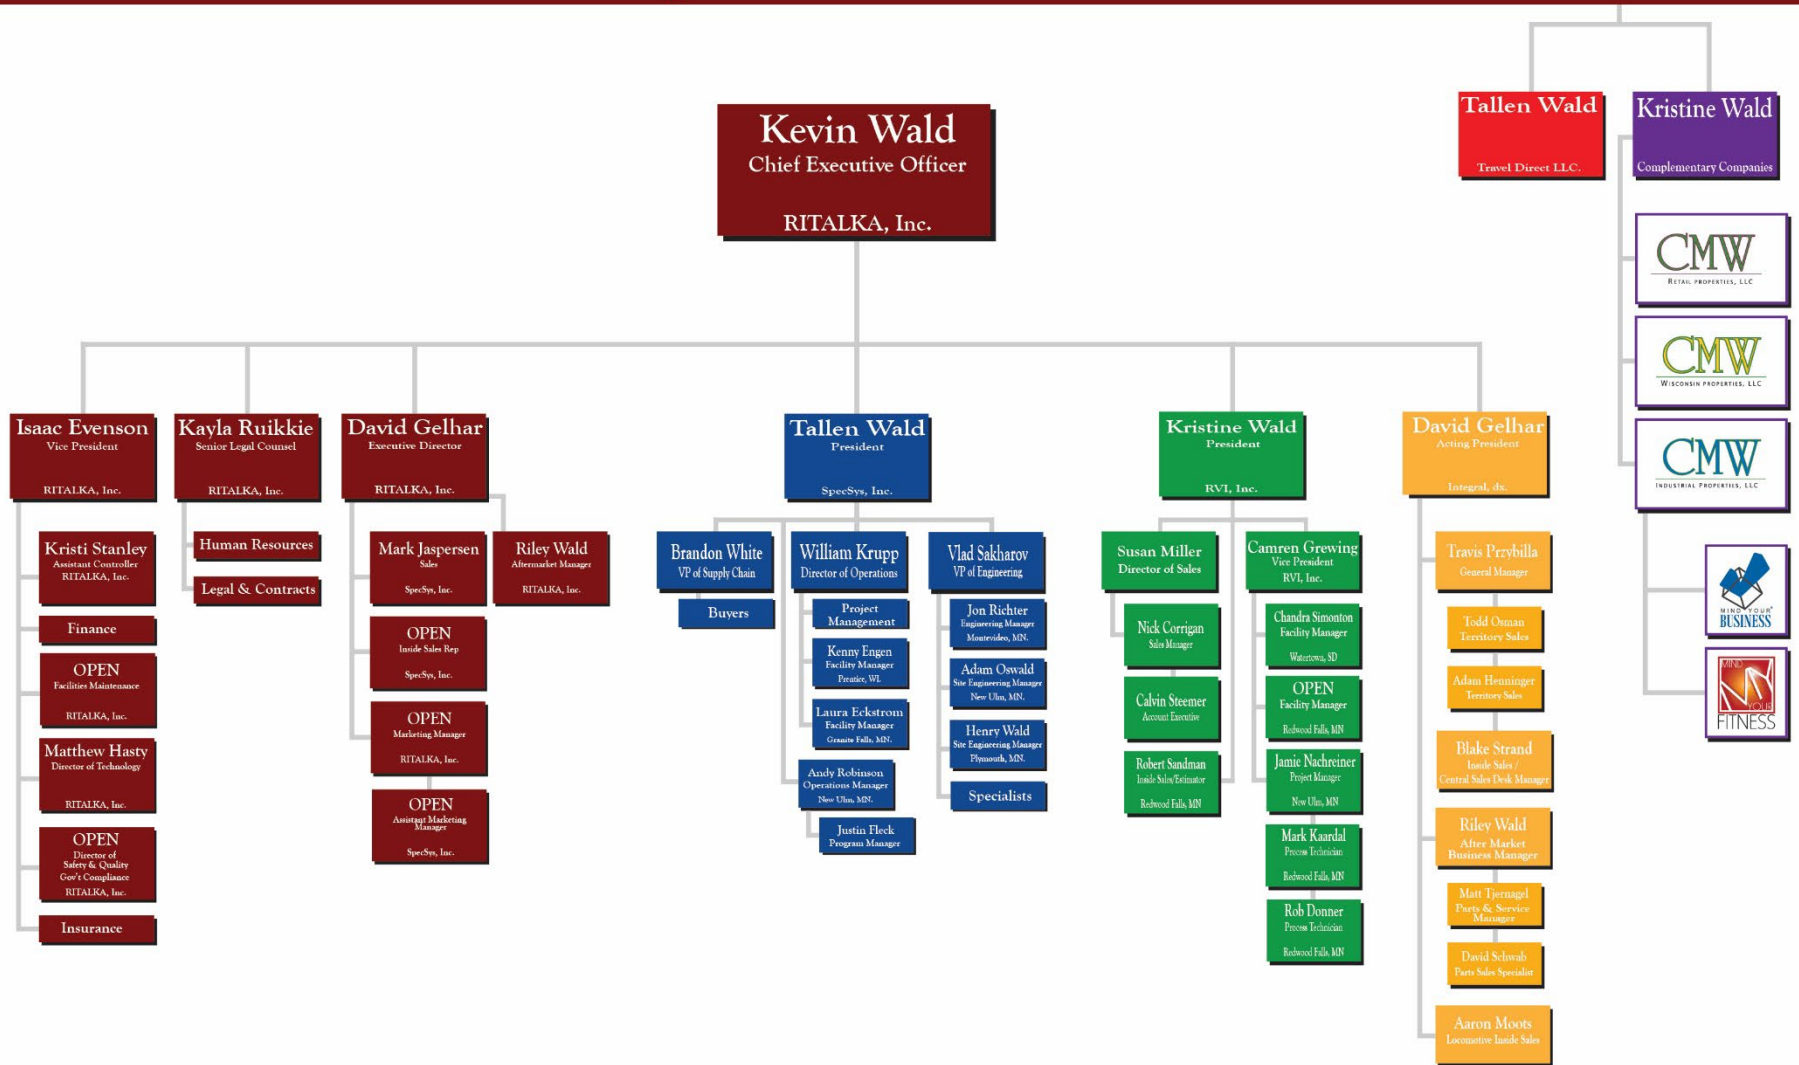 Kevin Wald
Chief Executive Officer
RITALKA, Inc.
Tallen Wald
Travel Direct LLC.
Kristine Wald
Complementary Companies
CMW
RETAIL PROPERTIES, LLC
CMW
WISCONSIN PROPERTIES, LLC
CMW
INDUSTRIAL PROPERTIES, LLC
MIND YOUR®
BUSINESS
MIND
YOUR
FITNESS
Isaac Evenson
Vice President
RITALKA, Inc.
Kristi Stanley
Assistant Controller
RITALKA, Inc.
Finance
OPEN
Facilities Maintenance
RITALKA, Inc.
Matthew Hasty
Director of Technology
RITALKA, Inc.
OPEN
Director of
Safety & Quality
Gov't Compliance
RITALKA, Inc.
Insurance
Kayla Ruikkie
Senior Legal Counsel
RITALKA, Inc.
Human Resources
Legal & Contracts
David Gelhar
Executive Director
RITALKA, Inc.
Mark Jaspersen
Sales
SpecSys, Inc.
OPEN
Inside Sales Rep
SpecSys, Inc.
OPEN
Marketing Manager
RITALKA, Inc.
OPEN
Assistant Marketing
Manager
SpecSys, Inc.
Riley Wald
Aftermarket Manager
RITALKA, Inc.
Tallen Wald
President
SpecSys, Inc.
Brandon White
VP of Supply Chain
Buyers
William Krupp
Director of Operations
Project
Management
Kenny Engen
Facility Manager
Prentice, WI.
Laura Eckstrom
Facility Manager
Granite Falls, MN.
Andy Robinson
Operations Manager
New Ulm, MN.
Justin Fleck
Program Manager
Vlad Sakharov
VP of Engineering
Jon Richter
Engineering Manager
Montevideo, MN.
Adam Oswald
Site Engineering Manager
New Ulm, MN.
Henry Wald
Site Engineering Manager
Plymouth, MN.
Specialists
Kristine Wald
President
RVI, Inc.
Susan Miller
Director of Sales
Nick Corrigan
Sales Manager
Calvin Steemer
Account Executive
Robert Sandman
Inside Sales/Estimator
Redwood Falls, MN
Camren Grewing
Vice President
RVI, Inc.
Chandra Simonton
Facility Manager
Watertown, SD
OPEN
Facility Manager
Redwood Falls, MN
Jamie Nachreiner
Project Manager
New Ulm, MN
Mark Kaardal
Process Technician
Redwood Falls, MN
Rob Donner
Process Technician
Redwood Falls, MN
David Gelhar
Acting President
Integral, dx.
Travis Przybilla
General Manager
Todd Osman
Territory Sales
Adam Henninger
Territory Sales
Blake Strand
Inside Sales /
Central Sales Desk Manager
Riley Wald
After Market
Business Manager
Matt Tjernagel
Parts & Service
Manager
David Schwab
Parts Sales Specialist
Aaron Moots
Locomotive Inside Sales